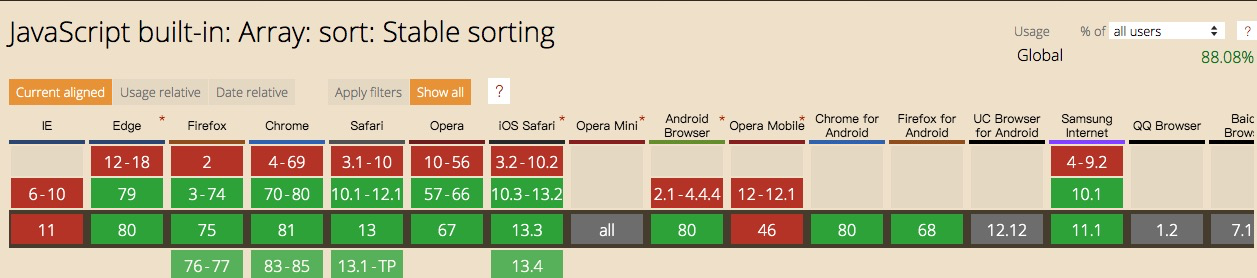 JavaScript built-in: Array: sort: Stable sorting
Usage % of all users ?
Global 88.08%
Current aligned Usage relative Date relative Apply filters Show all ?
IE Edge * Firefox Chrome Safari Opera iOS Safari * Opera Mini * Android Browser * Opera Mobile * Chrome for Android Firefox for Android UC Browser for Android Samsung Internet QQ Browser Baic Brows
12-18 2 4-69 3.1-10 10-56 3.2-10.2 4-9.2
6-10 79 3-74 70-80 10.1-12.1 57-66 10.3-13.2 2.1-4.4.4 12-12.1 10.1
11 80 75 81 13 67 13.3 all 80 46 80 68 12.12 11.1 1.2 7.1
76-77 83-85 13.1-TP 13.4